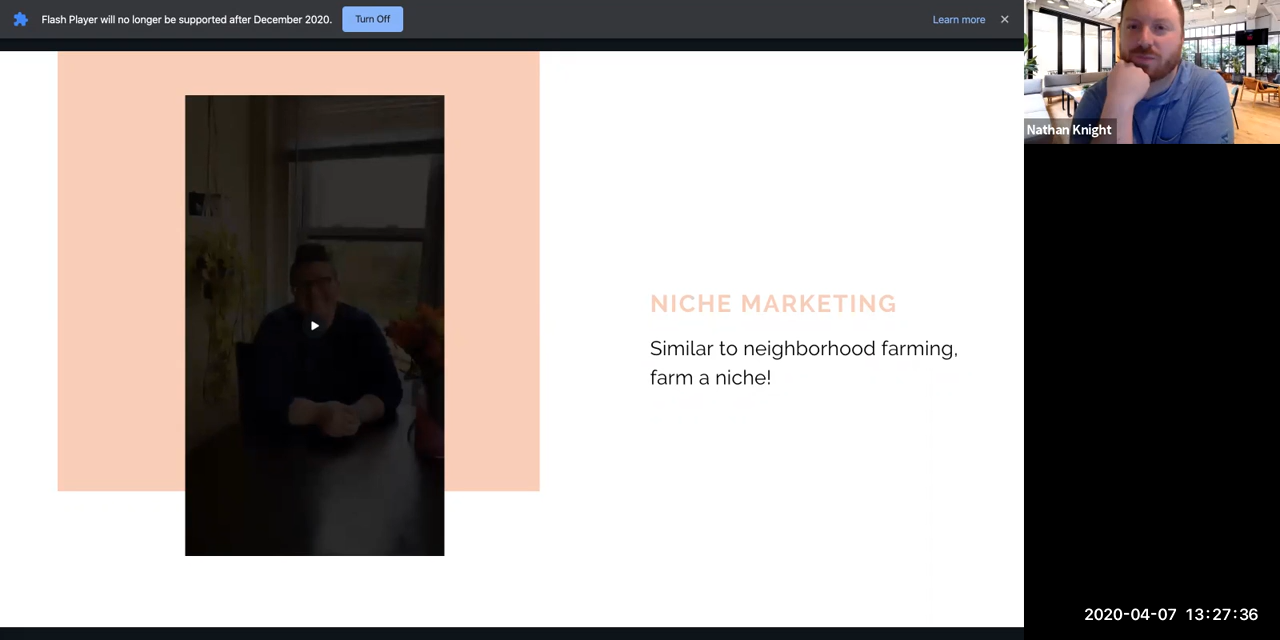 Flash Player will no longer be supported after December 2020.
Turn Off
Learn more
Nathan Knight
NICHE MARKETING
Similar to neighborhood farming,
farm a niche!
2020-04-07 13:27:36